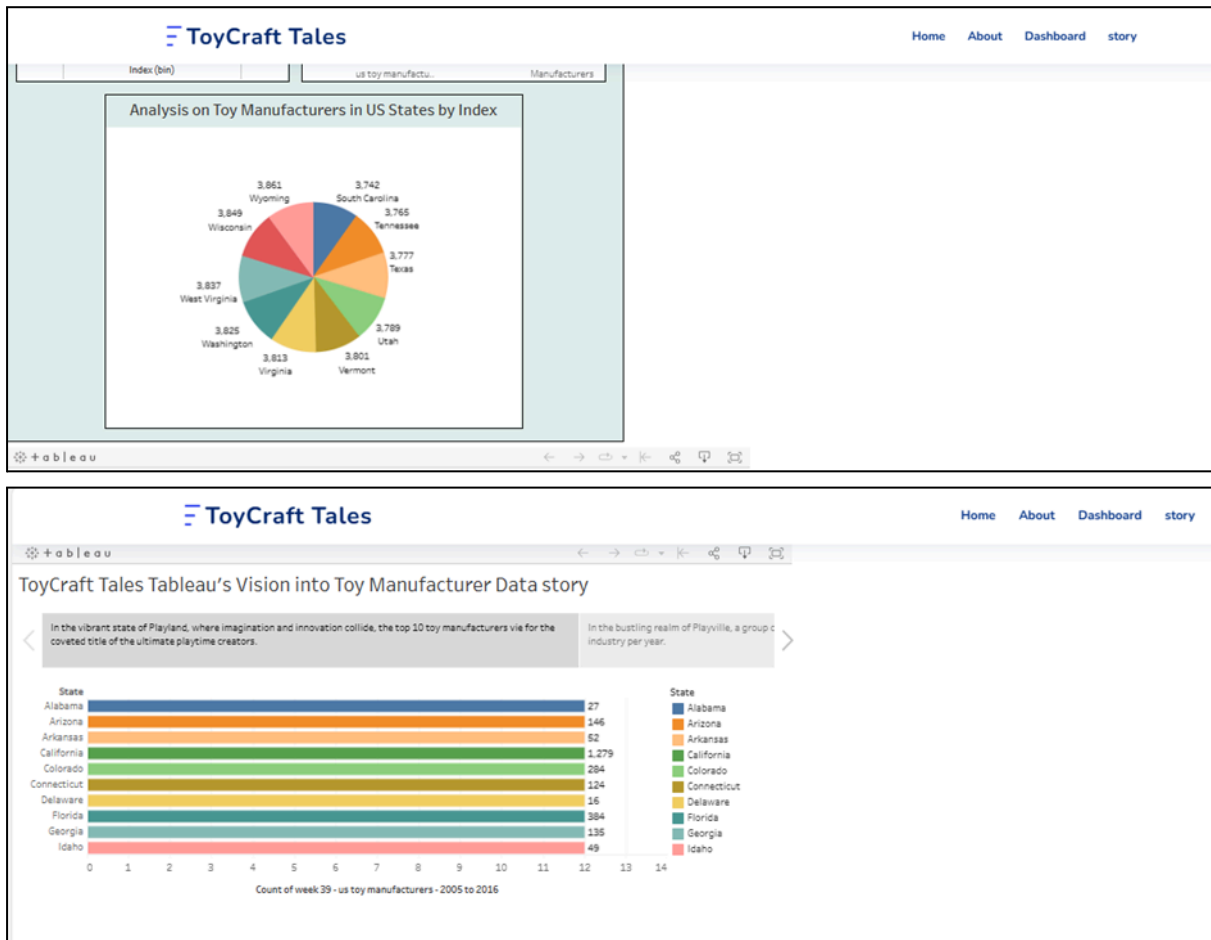 ToyCraft Tales
Home About Dashboard story
Index (bin)
us toy manufactu..
Manufacturers
Analysis on Toy Manufacturers in US States by Index
3,861
Wyoming
3,742
South Carolina
3,849
Wisconsin
3,765
Tennessee
3,777
Texas
3,837
West Virginia
3,789
Utah
3,825
Washington
3,813
Virginia
3,801
Vermont
+ a b | e a u
ToyCraft Tales
Home About Dashboard story
+ a b | e a u
ToyCraft Tales Tableau's Vision into Toy Manufacturer Data story
In the vibrant state of Playland, where imagination and innovation collide, the top 10 toy manufacturers vie for the
coveted title of the ultimate playtime creators.
In the bustling realm of Playville, a group
industry per year.
State
Alabama 27
Arizona 146
Arkansas 52
California 1,279
Colorado 284
Connecticut 124
Delaware 16
Florida 384
Georgia 135
Idaho 49
0 1 2 3 4 5 6 7 8 9 10 11 12 13 14
Count of week 39 - us toy manufacturers - 2005 to 2016
State
Alabama
Arizona
Arkansas
California
Colorado
Connecticut
Delaware
Florida
Georgia
Idaho